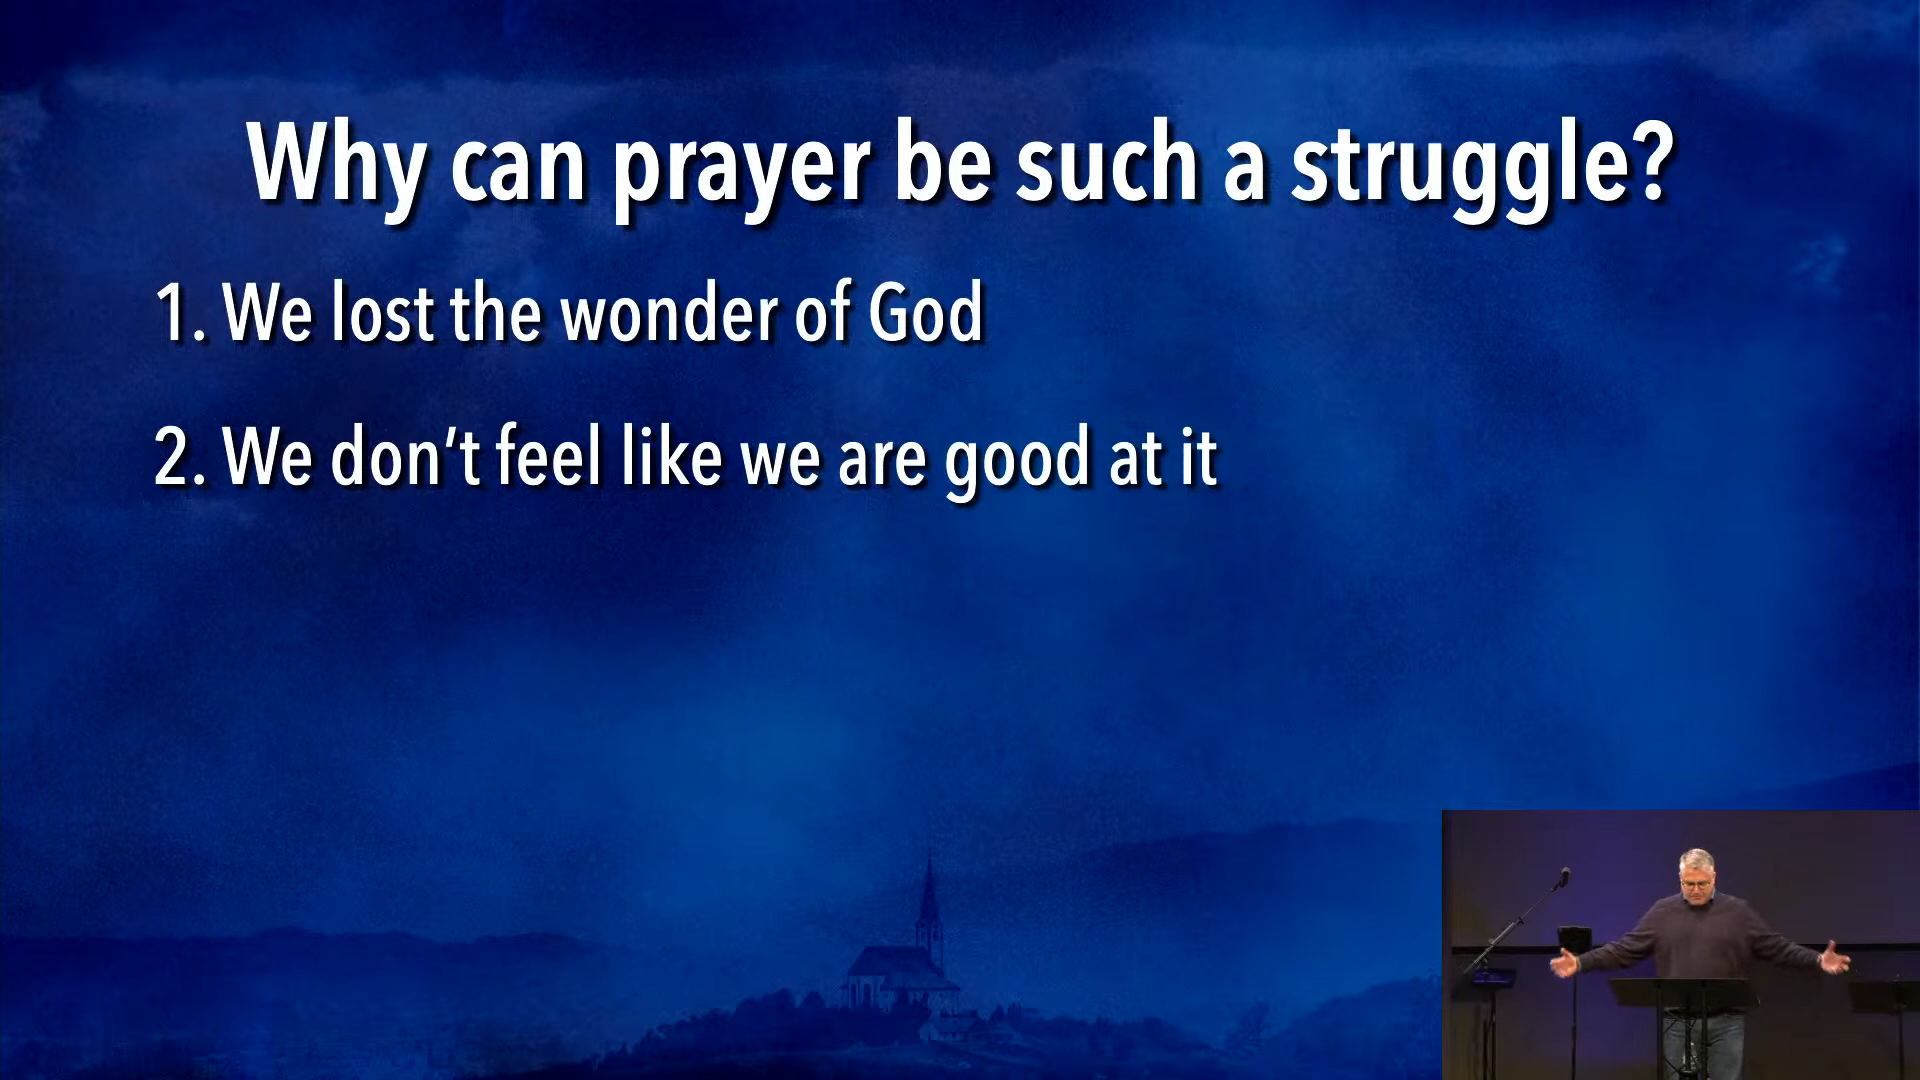 Why can prayer be such a struggle?
1. We lost the wonder of God
2. We don’t feel like we are good at it